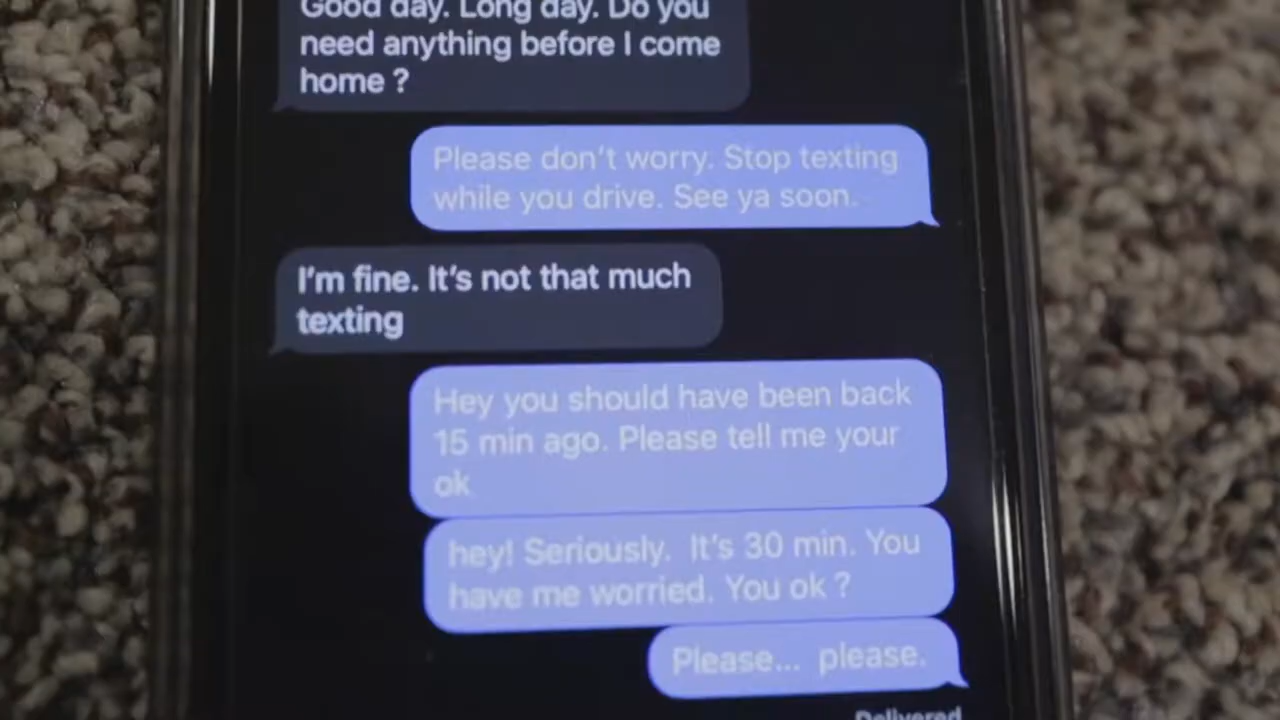 Good day. Long day. Do you
need anything before I come
home ?
Please don't worry. Stop texting
while you drive. See ya soon.
I'm fine. It's not that much
texting
Hey you should have been back
15 min ago. Please tell me your
ok
hey! Seriously.  It's 30 min. You
have me worried. You ok ?
Please...  please.
Delivered